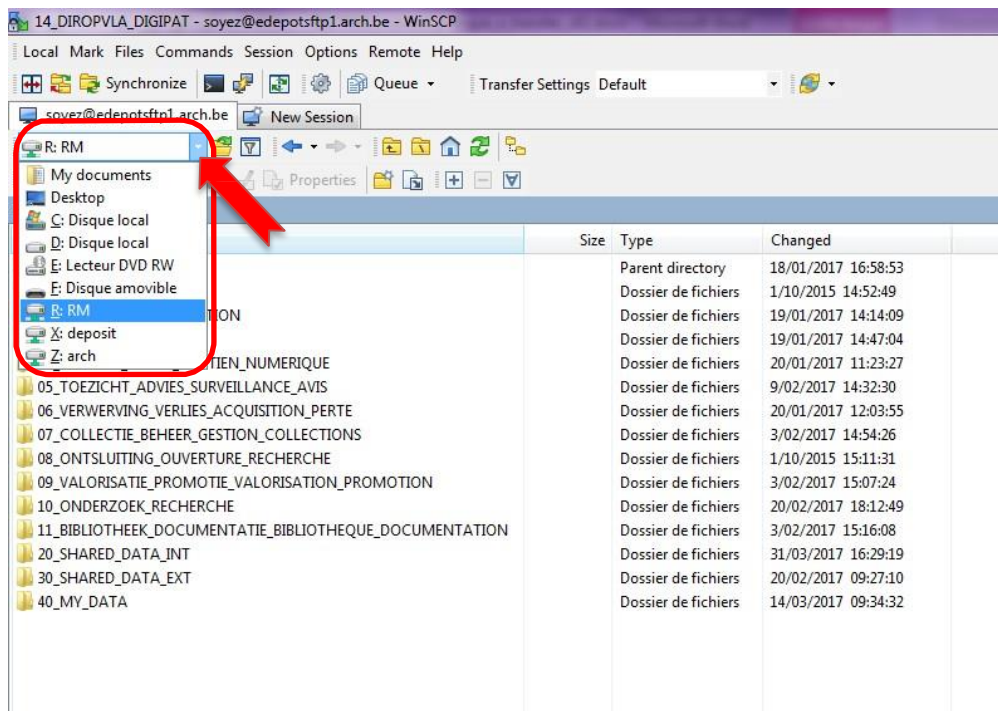 14_DIROPVLA_DIGIPAT - soyez@edepotsftp1.arch.be - WinSCP
Local Mark Files Commands Session Options Remote Help
Synchronize Queue Transfer Settings Default
soyez@edepotsftp1.arch.be New Session
R: RM
My documents Properties
Desktop
C: Disque local
D: Disque local Size Type Changed
E: Lecteur DVD RW Parent directory 18/01/2017 16:58:53
F: Disque amovible Dossier de fichiers 1/10/2015 14:52:49
R: RM TION Dossier de fichiers 19/01/2017 14:14:09
X: deposit Dossier de fichiers 19/01/2017 14:47:04
Z: arch TIEN_NUMERIQUE Dossier de fichiers 20/01/2017 11:23:27
05_TOEZICHT_ADVIES_SURVEILLANCE_AVIS Dossier de fichiers 9/02/2017 14:32:30
06_VERWERVING_VERLIES_ACQUISITION_PERTE Dossier de fichiers 20/01/2017 12:03:55
07_COLLECTIE_BEHEER_GESTION_COLLECTIONS Dossier de fichiers 3/02/2017 14:54:26
08_ONTSLUITING_OUVERTURE_RECHERCHE Dossier de fichiers 1/10/2015 15:11:31
09_VALORISATIE_PROMOTIE_VALORISATION_PROMOTION Dossier de fichiers 3/02/2017 15:07:24
10_ONDERZOEK_RECHERCHE Dossier de fichiers 20/02/2017 18:12:49
11_BIBLIOTHEEK_DOCUMENTATIE_BIBLIOTHEQUE_DOCUMENTATION Dossier de fichiers 3/02/2017 15:16:08
20_SHARED_DATA_INT Dossier de fichiers 31/03/2017 16:29:19
30_SHARED_DATA_EXT Dossier de fichiers 20/02/2017 09:27:10
40_MY_DATA Dossier de fichiers 14/03/2017 09:34:32